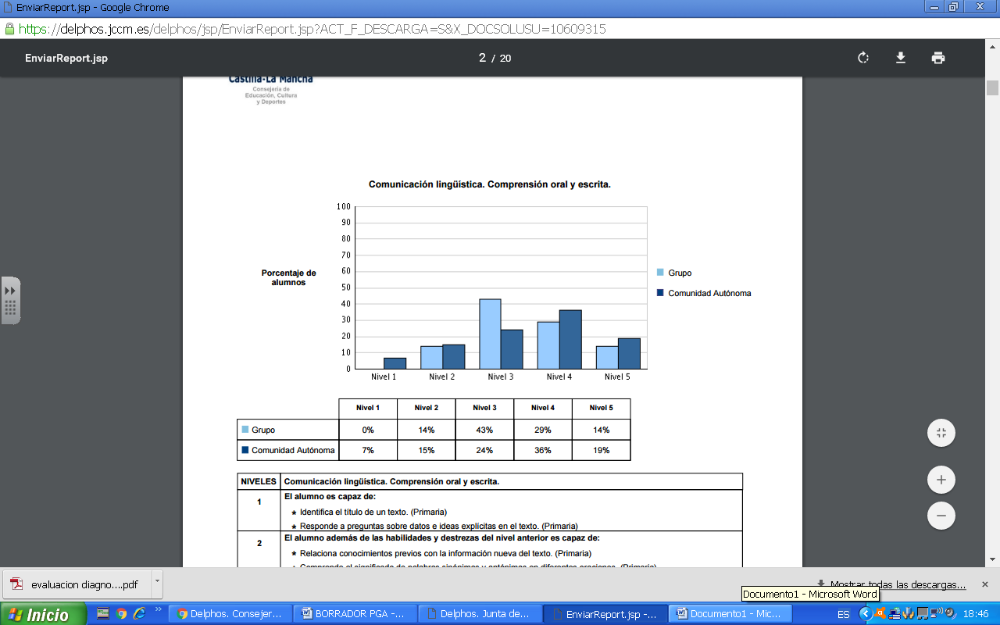 EnviarReport.jsp - Google Chrome
https://delphos.jccm.es/delphos/jsp/EnviarReport.jsp?ACT_F_DESCARGA=S&X_DOCSOLUSU=10609315
EnviarReport.jsp
2 / 20
Castilla-La Mancha
Consejería de
Educación, Cultura
y Deportes
Comunicación lingüística. Comprensión oral y escrita.
100
90
80
70
60
50
40
30
20
10
0
Porcentaje de
alumnos
Nivel 1 Nivel 2 Nivel 3 Nivel 4 Nivel 5
Grupo
Comunidad Autónoma
Nivel 1 Nivel 2 Nivel 3 Nivel 4 Nivel 5
Grupo 0% 14% 43% 29% 14%
Comunidad Autónoma 7% 15% 24% 36% 19%
NIVELES Comunicación lingüística. Comprensión oral y escrita.
1 El alumno es capaz de:
* Identifica el título de un texto. (Primaria)
* Responde a preguntas sobre datos e ideas explícitas en el texto. (Primaria)
2 El alumno además de las habilidades y destrezas del nivel anterior es capaz de:
* Relaciona conocimientos previos con la información nueva del texto. (Primaria)
* Comprende el significado de palabras sinónimas y antónimas en diferentes oraciones. (Primaria)
evaluacion diagno....pdf
Mostrar todas las descargas...
Documento1 - Microsoft Word
Inicio
Delphos. Consejer...
BORRADOR PGA -...
Delphos. Junta de...
EnviarReport.jsp -...
Documento1 - Mic...
ES
18:46